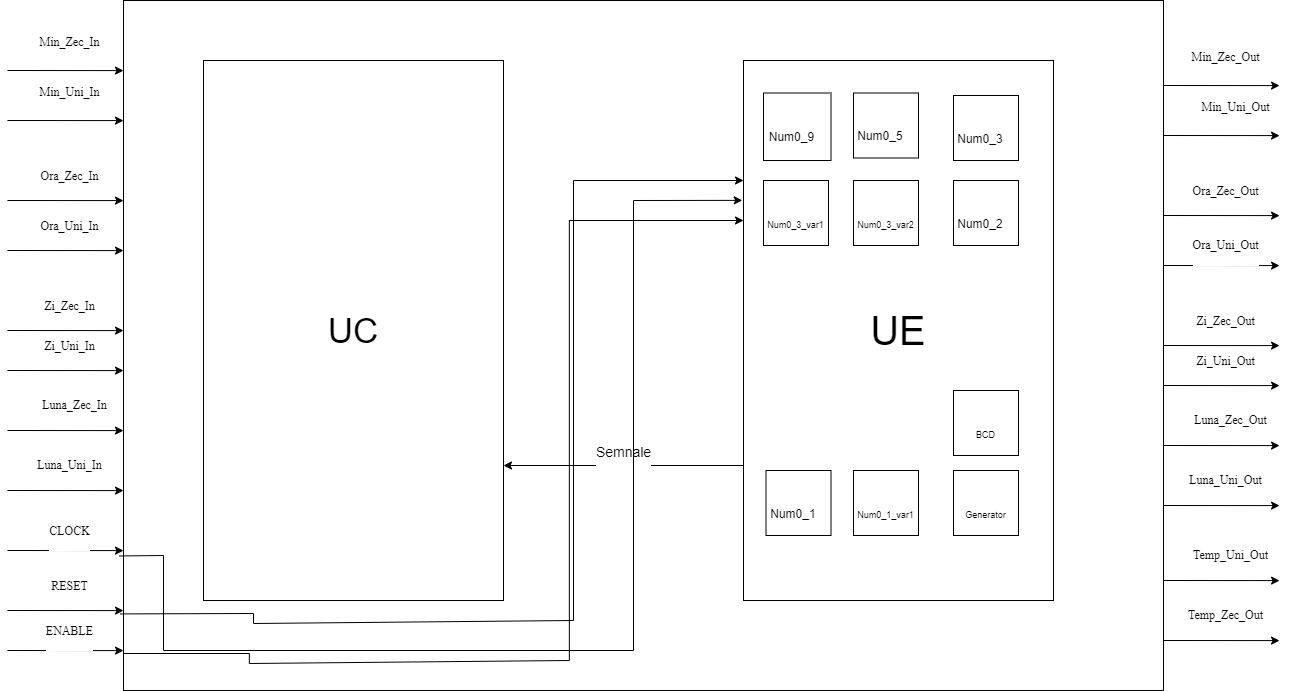 Min_Zec_In
Min_Uni_In
Ora_Zec_In
Ora_Uni_In
Zi_Zec_In
Zi_Uni_In
Luna_Zec_In
Luna_Uni_In
CLOCK
RESET
ENABLE
UC
Semnale
Num0_9
Num0_5
Num0_3
Num0_3_var1
Num0_3_var2
Num0_2
UE
BCD
Num0_1
Num0_1_var1
Generator
Min_Zec_Out
Min_Uni_Out
Ora_Zec_Out
Ora_Uni_Out
Zi_Zec_Out
Zi_Uni_Out
Luna_Zec_Out
Luna_Uni_Out
Temp_Uni_Out
Temp_Zec_Out